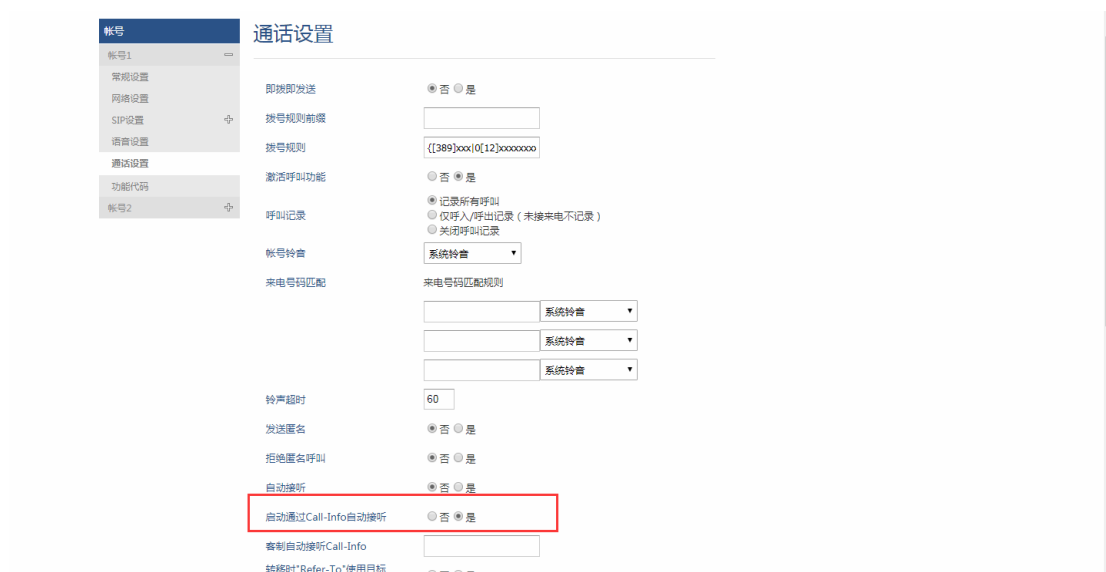 帐号
帐号1
常规设置
网络设置
SIP设置
语音设置
通话设置
功能代码
帐号2
通话设置
即拨即发送 否 是
拨号规则前缀
拨号规则 {[389]xxx|0[12]xxxxxxx
激活呼叫功能 否 是
呼叫记录 记录所有呼叫
仅呼入/呼出记录（未接来电不记录）
关闭呼叫记录
帐号铃音 系统铃音
来电号码匹配 来电号码匹配规则
系统铃音
系统铃音
系统铃音
铃声超时 60
发送匿名 否 是
拒绝匿名呼叫 否 是
自动接听 否 是
启动通过Call-Info自动接听 否 是
客制自动接听Call-Info
转移时"Refer-To"使用目标